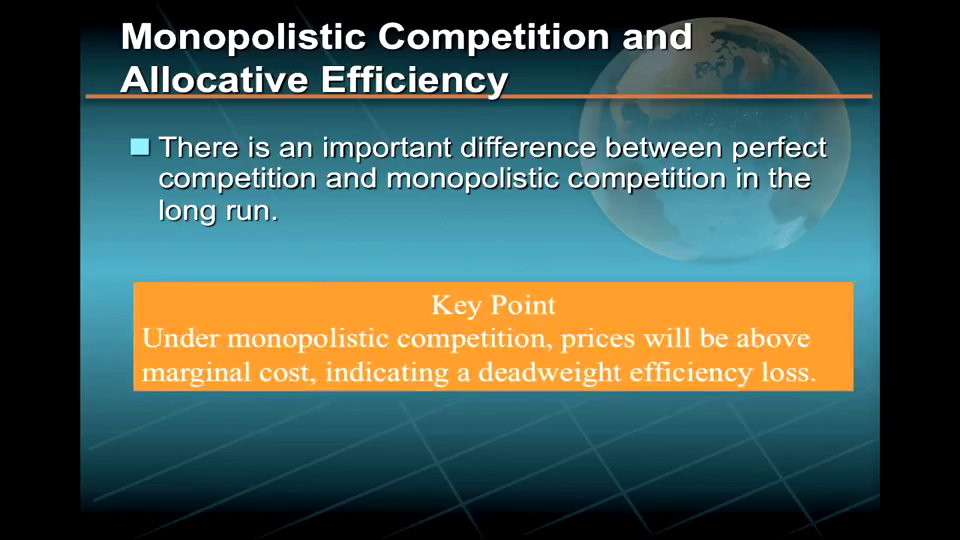 Monopolistic Competition and
Allocative Efficiency
There is an important difference between perfect
competition and monopolistic competition in the
long run.
Key Point
Under monopolistic competition, prices will be above
marginal cost, indicating a deadweight efficiency loss.